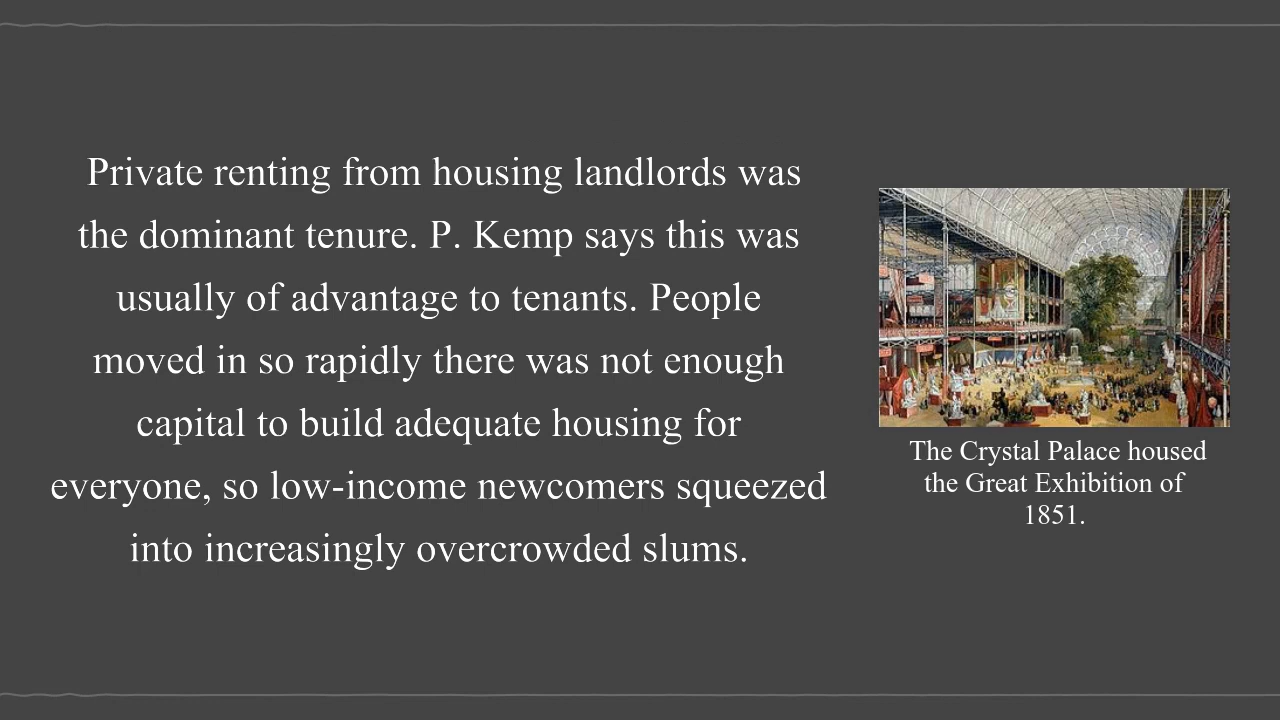 Private renting from housing landlords was
the dominant tenure. P. Kemp says this was
usually of advantage to tenants. People
moved in so rapidly there was not enough
capital to build adequate housing for
everyone, so low-income newcomers squeezed
into increasingly overcrowded slums.
The Crystal Palace housed
the Great Exhibition of
1851.